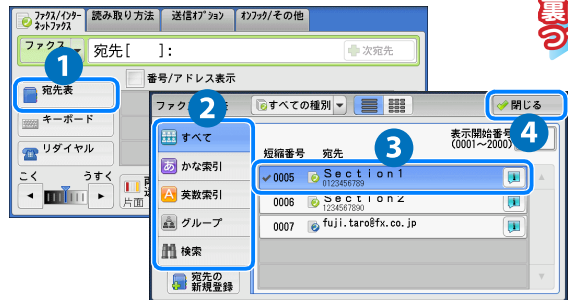 ファクス/インターネットファクス
読み取り方法
送信オプション
オンフック/その他
ファクス
宛先[ ]:
次宛先
1
番号/アドレス表示
宛先表
キーボード
リダイヤル
こく うすく
片面
2
ファク
すべての種別
閉じる
4
すべて
かな索引
英数索引
グループ
検索
宛先の
新規登録
3
表示開始番号
(0001~2000)
短縮番号 宛先
0005 Section1
0123456789
0006 Section2
1234567890
0007 fuji.taro@fx.co.jp
裏